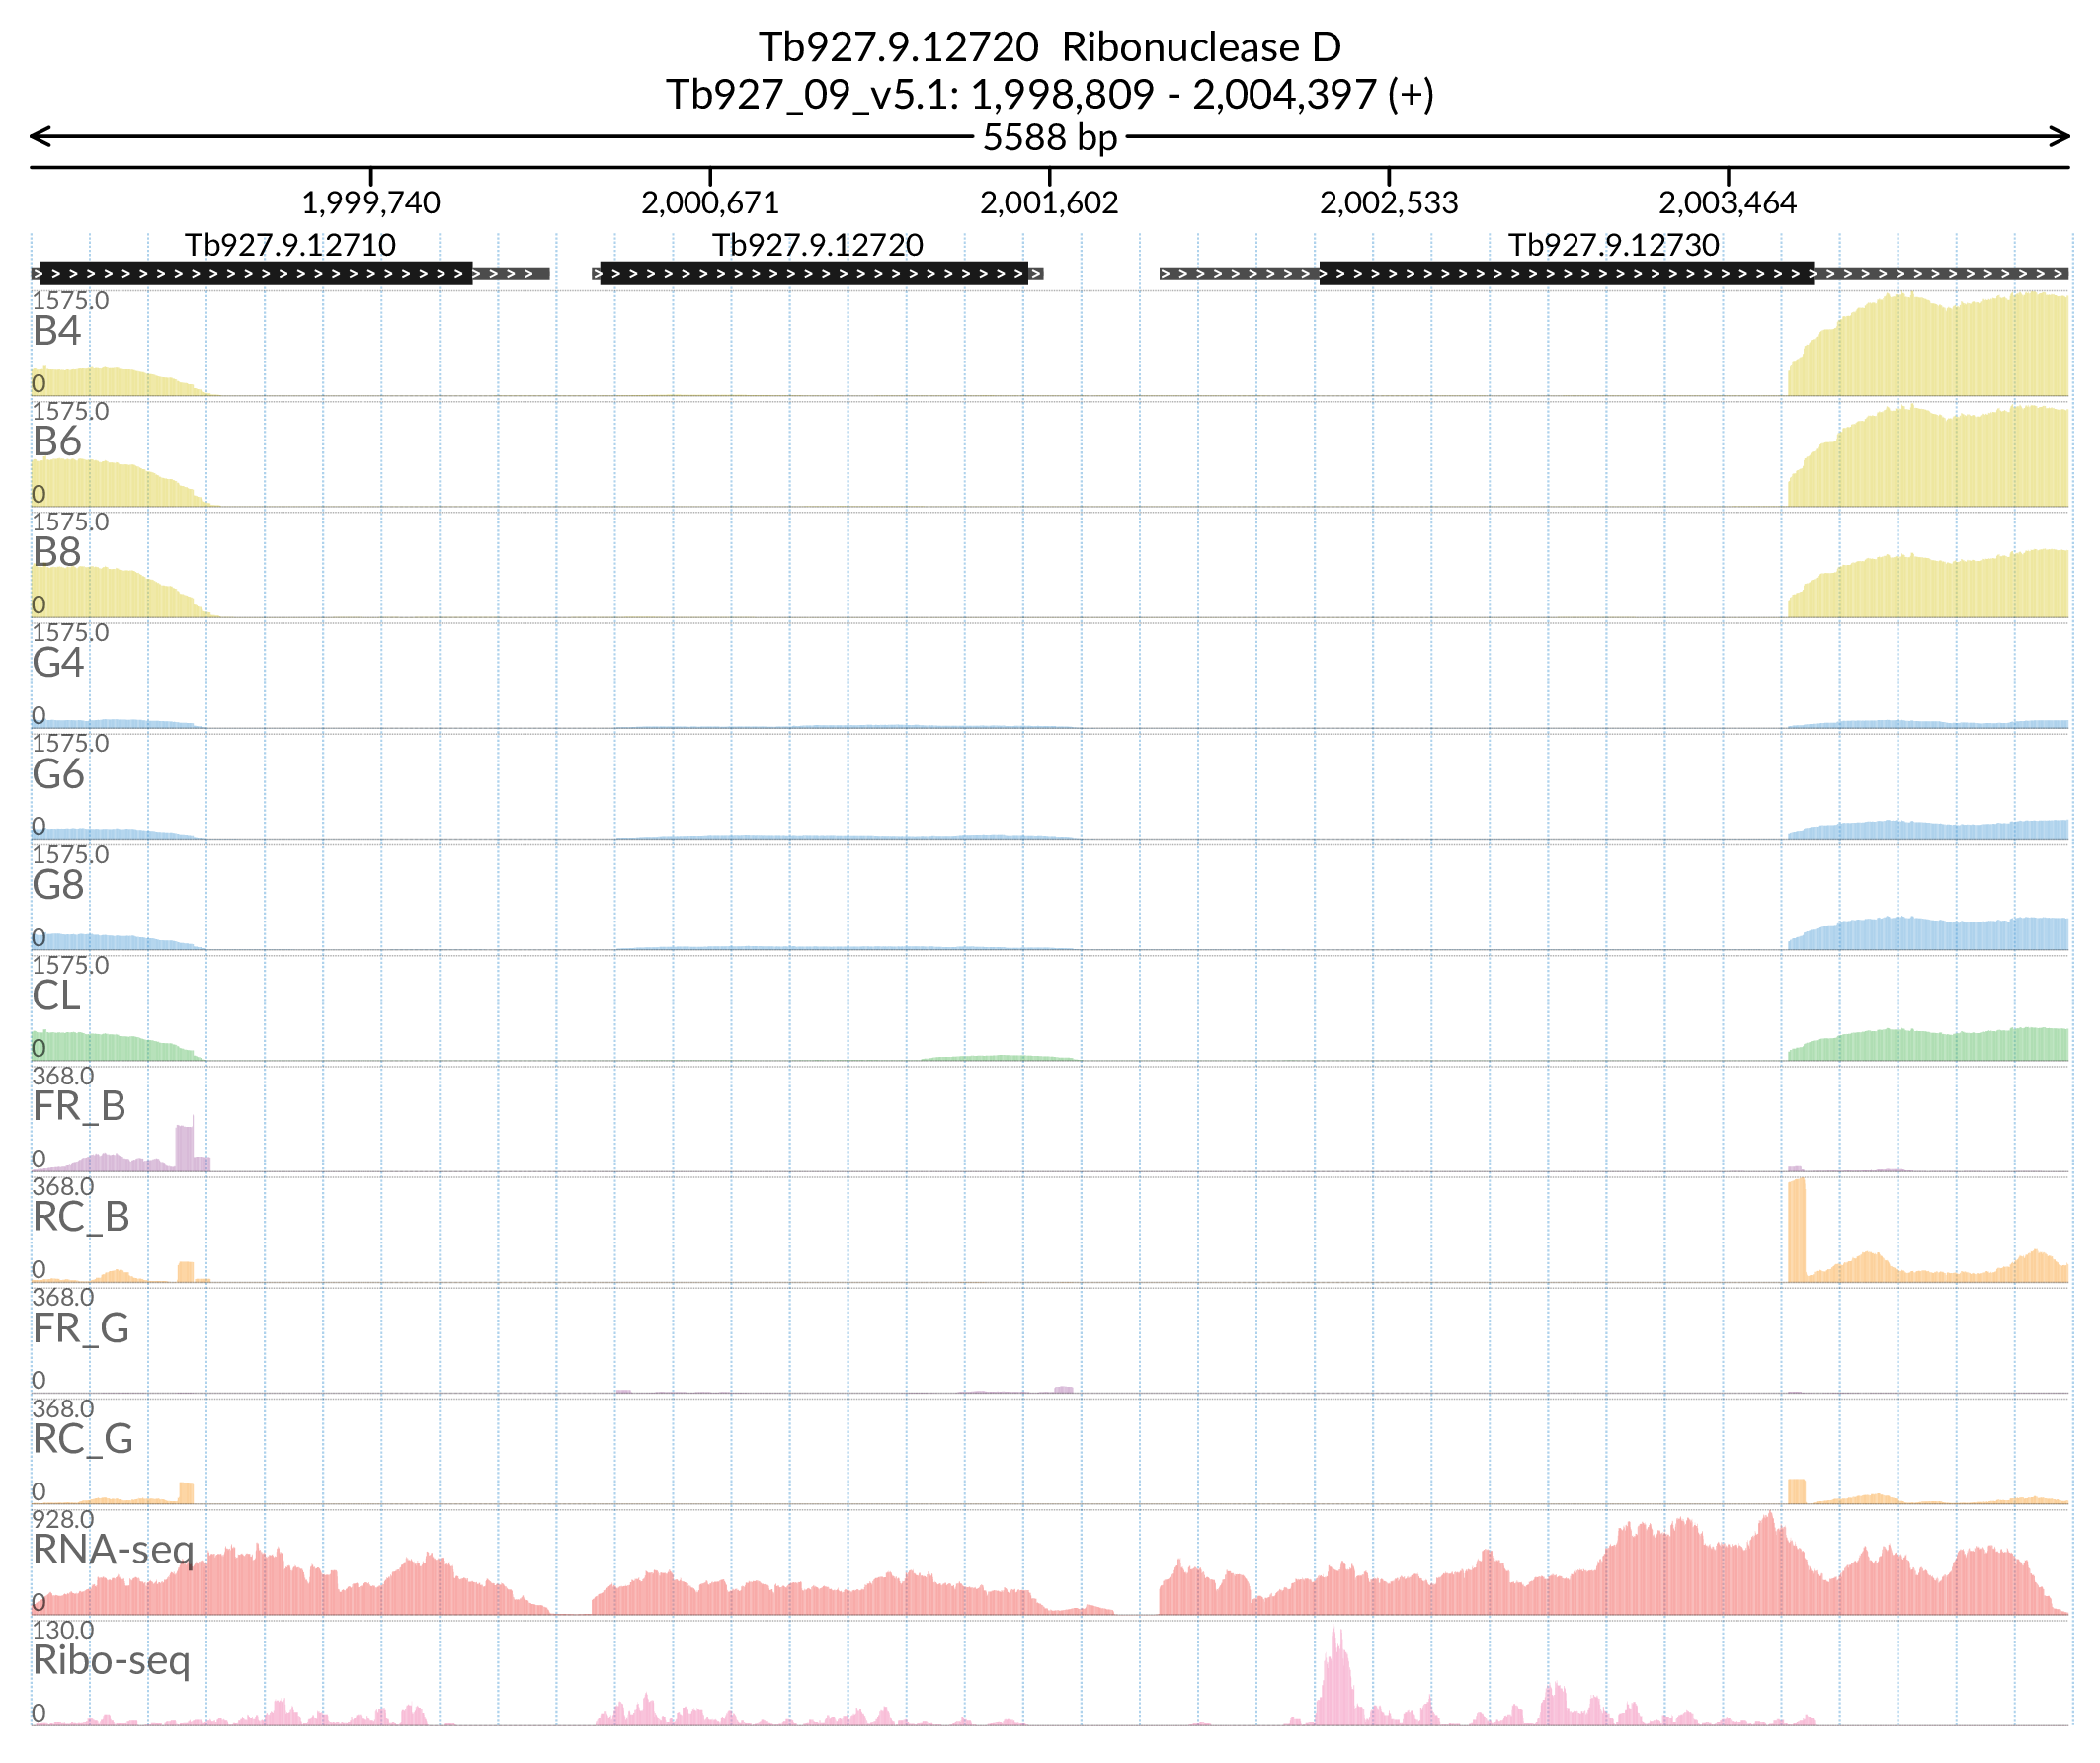 Tb927.9.12720 Ribonuclease D
Tb927_09_v5.1: 1,998,809 - 2,004,397 (+)
5588 bp
1,999,740 2,000,671 2,001,602 2,002,533 2,003,464
Tb927.9.12710 Tb927.9.12720 Tb927.9.12730
1575.0
B4
0
1575.0
B6
0
1575.0
B8
0
1575.0
G4
0
1575.0
G6
0
1575.0
G8
0
1575.0
CL
0
368.0
FR_B
0
368.0
RC_B
0
368.0
FR_G
0
368.0
RC_G
0
928.0
RNA-seq
0
130.0
Ribo-seq
0